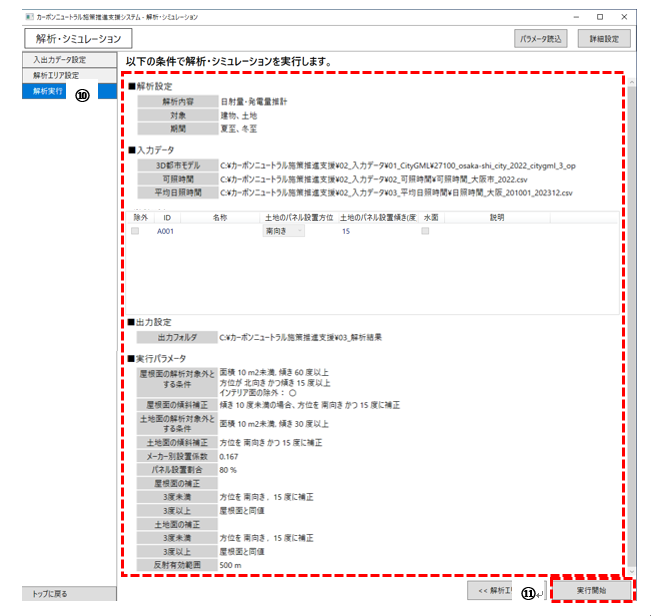 カーボンニュートラル施策推進支援システム - 解析・シミュレーション
解析・シミュレーション
パラメータ読込
詳細設定
入出力データ設定
解析エリア設定
解析実行
⑩
以下の条件で解析・シミュレーションを実行します。
■解析設定
解析内容 日射量・発電量推計
対象 建物、土地
期間 夏至、冬至
■入力データ
3D都市モデル C:¥カーボンニュートラル施策推進支援¥02_入力データ¥01_CityGML¥27100_osaka-shi_city_2022_citygml_3_op
可照時間 C:¥カーボンニュートラル施策推進支援¥02_入力データ¥02_可照時間¥可照時間_大阪市_2022.csv
平均日照時間 C:¥カーボンニュートラル施策推進支援¥02_入力データ¥03_平均日照時間¥日照時間_大阪_201001_202312.csv
除外 ID 名称 土地のパネル設置方位 土地のパネル設置傾き(度 水面 説明
A001 南向き 15
■出力設定
出力フォルダ C:¥カーボンニュートラル施策推進支援¥03_解析結果
■実行パラメータ
屋根面の解析対象外と
する条件
面積 10 m2未満, 傾き 60 度以上
方位が 北向き かつ傾き 15 度以上
インテリア面の除外： ○
屋根面の傾斜補正 傾き 10 度未満の場合、方位を 南向き かつ 15 度に補正
土地面の解析対象外と
する条件
面積 10 m2未満, 傾き 30 度以上
土地面の傾斜補正 方位を 南向き かつ 15 度に補正
メーカー別設置係数 0.167
パネル設置割合 80 %
屋根面の補正
3度未満 方位を 南向き, 15 度に補正
3度以上 屋根面と同値
土地面の補正
3度未満 方位を 南向き, 15 度に補正
3度以上 屋根面と同値
反射有効範囲 500 m
トップに戻る
<< 解析エリ
⑪
実行開始